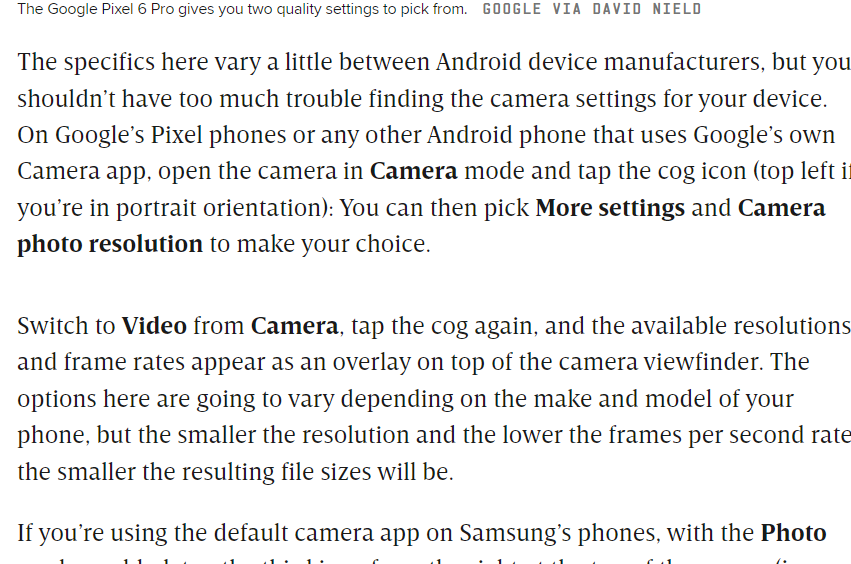 The Google Pixel 6 Pro gives you two quality settings to pick from. GOOGLE VIA DAVID NIELD
The specifics here vary a little between Android device manufacturers, but you
shouldn’t have too much trouble finding the camera settings for your device.
On Google’s Pixel phones or any other Android phone that uses Google’s own
Camera app, open the camera in Camera mode and tap the cog icon (top left if
you’re in portrait orientation): You can then pick More settings and Camera
photo resolution to make your choice.
Switch to Video from Camera, tap the cog again, and the available resolutions
and frame rates appear as an overlay on top of the camera viewfinder. The
options here are going to vary depending on the make and model of your
phone, but the smaller the resolution and the lower the frames per second rate
the smaller the resulting file sizes will be.
If you’re using the default camera app on Samsung’s phones, with the Photo